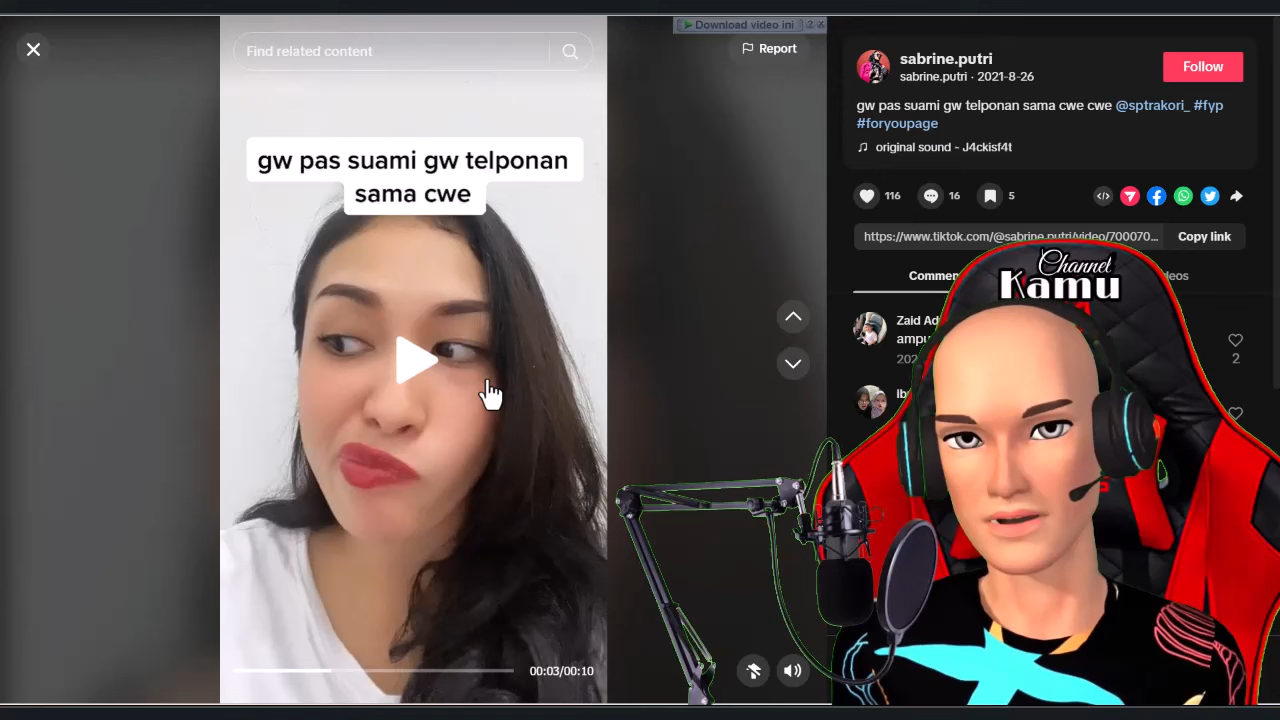 Download video ini
?
Find related content
Report
gw pas suami gw telponan
sama cwe
00:03/00:10
sabrine.putri
sabrine.putri · 2021-8-26
Follow
gw pas suami gw telponan sama cwe cwe @sptrakori_ #fyp
#foryoupage
original sound - J4ckisf4t
116
16
5
https://www.tiktok.com/@sabrine.putri/video/700070...
Copy link
Channel
Kamu
2